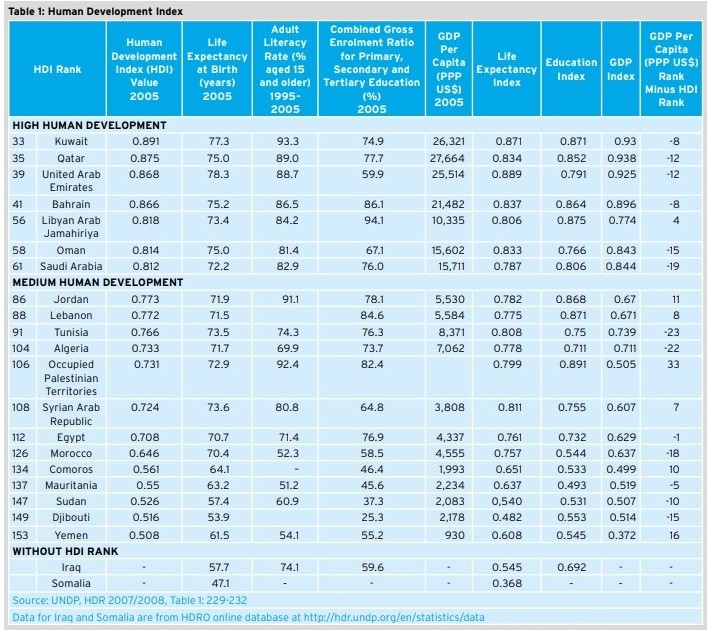 Table 1: Human Development Index
HDI Rank | Human Development Index (HDI) Value 2005 | Life Expectancy at Birth (years) 2005 | Adult Literacy Rate (% aged 15 and older) 1995-2005 | Combined Gross Enrolment Ratio for Primary, Secondary and Tertiary Education (%) 2005 | GDP Per Capita (PPP US$) 2005 | Life Expectancy Index | Education Index | GDP Index | GDP Per Capita (PPP US$) Rank Minus HDI Rank
HIGH HUMAN DEVELOPMENT
33 Kuwait 0.891 77.3 93.3 74.9 26,321 0.871 0.871 0.93 -8
35 Qatar 0.875 75.0 89.0 77.7 27,664 0.834 0.852 0.938 -12
39 United Arab Emirates 0.868 78.3 88.7 59.9 25,514 0.889 0.791 0.925 -12
41 Bahrain 0.866 75.2 86.5 86.1 21,482 0.837 0.864 0.896 -8
56 Libyan Arab Jamahiriya 0.818 73.4 84.2 94.1 10,335 0.806 0.875 0.774 4
58 Oman 0.814 75.0 81.4 67.1 15,602 0.833 0.766 0.843 -15
61 Saudi Arabia 0.812 72.2 82.9 76.0 15,711 0.787 0.806 0.844 -19
MEDIUM HUMAN DEVELOPMENT
86 Jordan 0.773 71.9 91.1 78.1 5,530 0.782 0.868 0.67 11
88 Lebanon 0.772 71.5 84.6 5,584 0.775 0.871 0.671 8
91 Tunisia 0.766 73.5 74.3 76.3 8,371 0.808 0.75 0.739 -23
104 Algeria 0.733 71.7 69.9 73.7 7,062 0.778 0.711 0.711 -22
106 Occupied Palestinian Territories 0.731 72.9 92.4 82.4 0.799 0.891 0.505 33
108 Syrian Arab Republic 0.724 73.6 80.8 64.8 3,808 0.811 0.755 0.607 7
112 Egypt 0.708 70.7 71.4 76.9 4,337 0.761 0.732 0.629 -1
126 Morocco 0.646 70.4 52.3 58.5 4,555 0.757 0.544 0.637 -18
134 Comoros 0.561 64.1 - 46.4 1,993 0.651 0.533 0.499 10
137 Mauritania 0.55 63.2 51.2 45.6 2,234 0.637 0.493 0.519 -5
147 Sudan 0.526 57.4 60.9 37.3 2,083 0,540 0.531 0.507 -10
149 Djibouti 0.516 53.9 25.3 2,178 0.482 0.553 0.514 -15
153 Yemen 0.508 61.5 54.1 55.2 930 0.608 0.545 0.372 16
WITHOUT HDI RANK
Iraq - 57.7 74.1 59.6 - 0.545 0.692 - -
Somalia - 47.1 - - - 0.368 - - -
Source: UNDP, HDR 2007/2008, Table 1: 229-232
Data for Iraq and Somalia are from HDRO online database at http://hdr.undp.org/en/statistics/data